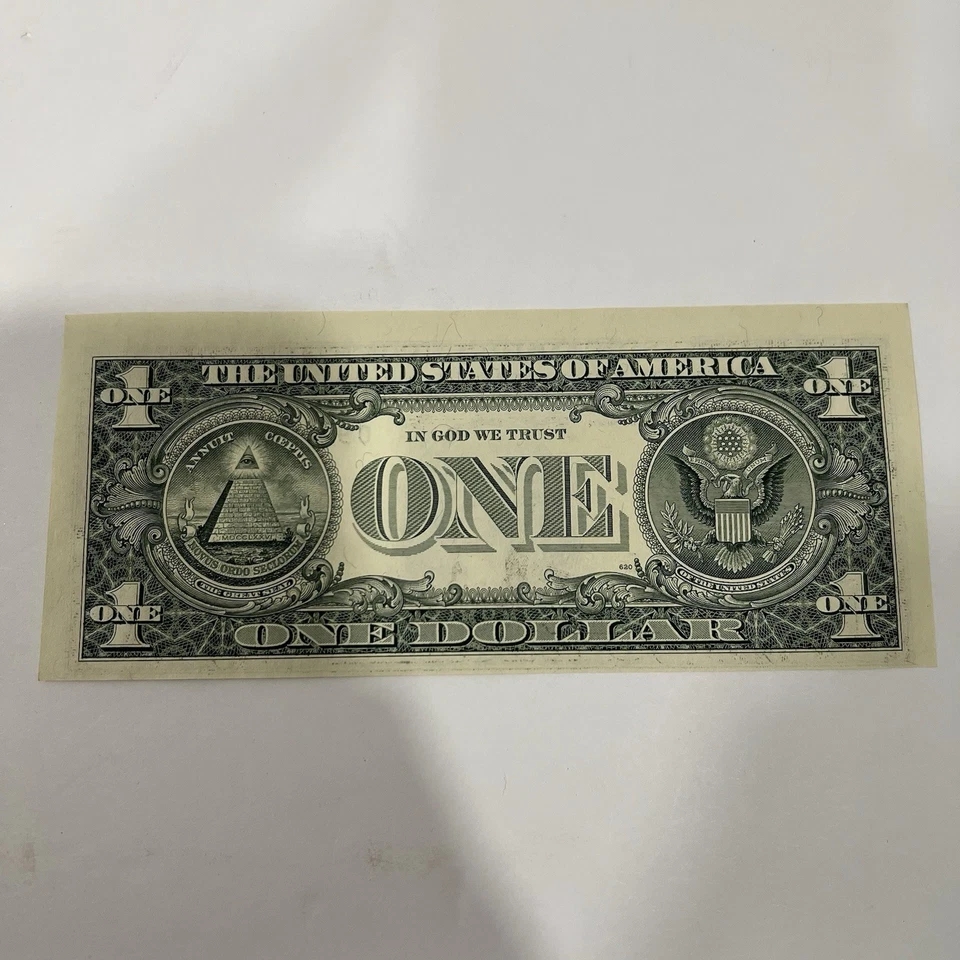 THE UNITED STATES OF AMERICA
1
ONE
1
ONE
ANNUIT CŒPTIS
MDCCLXXVI
NOVUS ORDO SECLORUM
THE GREAT SEAL
IN GOD WE TRUST
ONE
620
OF THE UNITED STATES
1
ONE
1
ONE
ONE DOLLAR